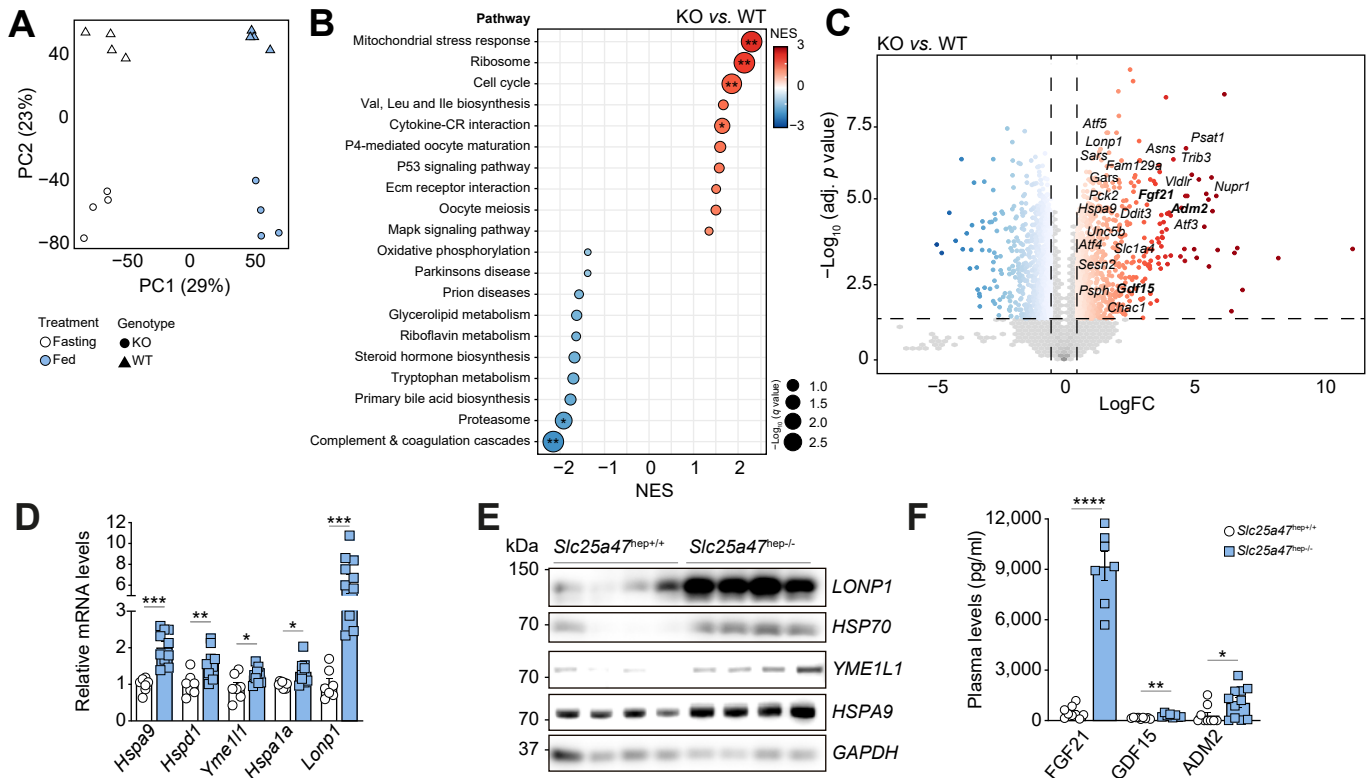 A
40
0
−40
−80
PC2 (23%)
−50
0
50
PC1 (29%)
Treatment
Genotype
Fasting
KO
Fed
WT
B
Pathway
KO vs. WT
Mitochondrial stress response
Ribosome
Cell cycle
Val, Leu and Ile biosynthesis
Cytokine-CR interaction
P4-mediated oocyte maturation
P53 signaling pathway
Ecm receptor interaction
Oocyte meiosis
Mapk signaling pathway
Oxidative phosphorylation
Parkinsons disease
Prion diseases
Glycerolipid metabolism
Riboflavin metabolism
Steroid hormone biosynthesis
Tryptophan metabolism
Primary bile acid biosynthesis
Proteasome
Complement & coagulation cascades
**
**
**
*
*
**
−2
−1
0
0
1
2
NES
NES
3
0
−3
−Log10 (q value)
1.0
1.5
2.0
2.5
C
KO vs. WT
7.5
5.0
2.5
0
−Log10 (adj. p value)
Atf5
Lonp1
Psat1
Sars
Asns
Trib3
Fam129a
Gars
Vldlr
Nupr1
Pck2
Fgf21
Hspa9
Ddit3
Adm2
Unc5b
Atf3
Atf4
Slc1a4
Sesn2
Psph
Gdf15
Chac1
−5
0
5
10
LogFC
D
Relative mRNA levels
12
10
8
6
4
3
2
1
0
***
**
*
*
***
Hspa9
Hspd1
Yme1l1
Hspa1a
Lonp1
E
kDa
Slc25a47hep+/+
Slc25a47hep-/-
150
LONP1
70
HSP70
70
YME1L1
70
HSPA9
37
GAPDH
F
Plasma levels (pg/ml)
12,000
9,000
6,000
3,000
0
****
**
*
Slc25a47hep+/+
Slc25a47hep-/-
FGF21
GDF15
ADM2